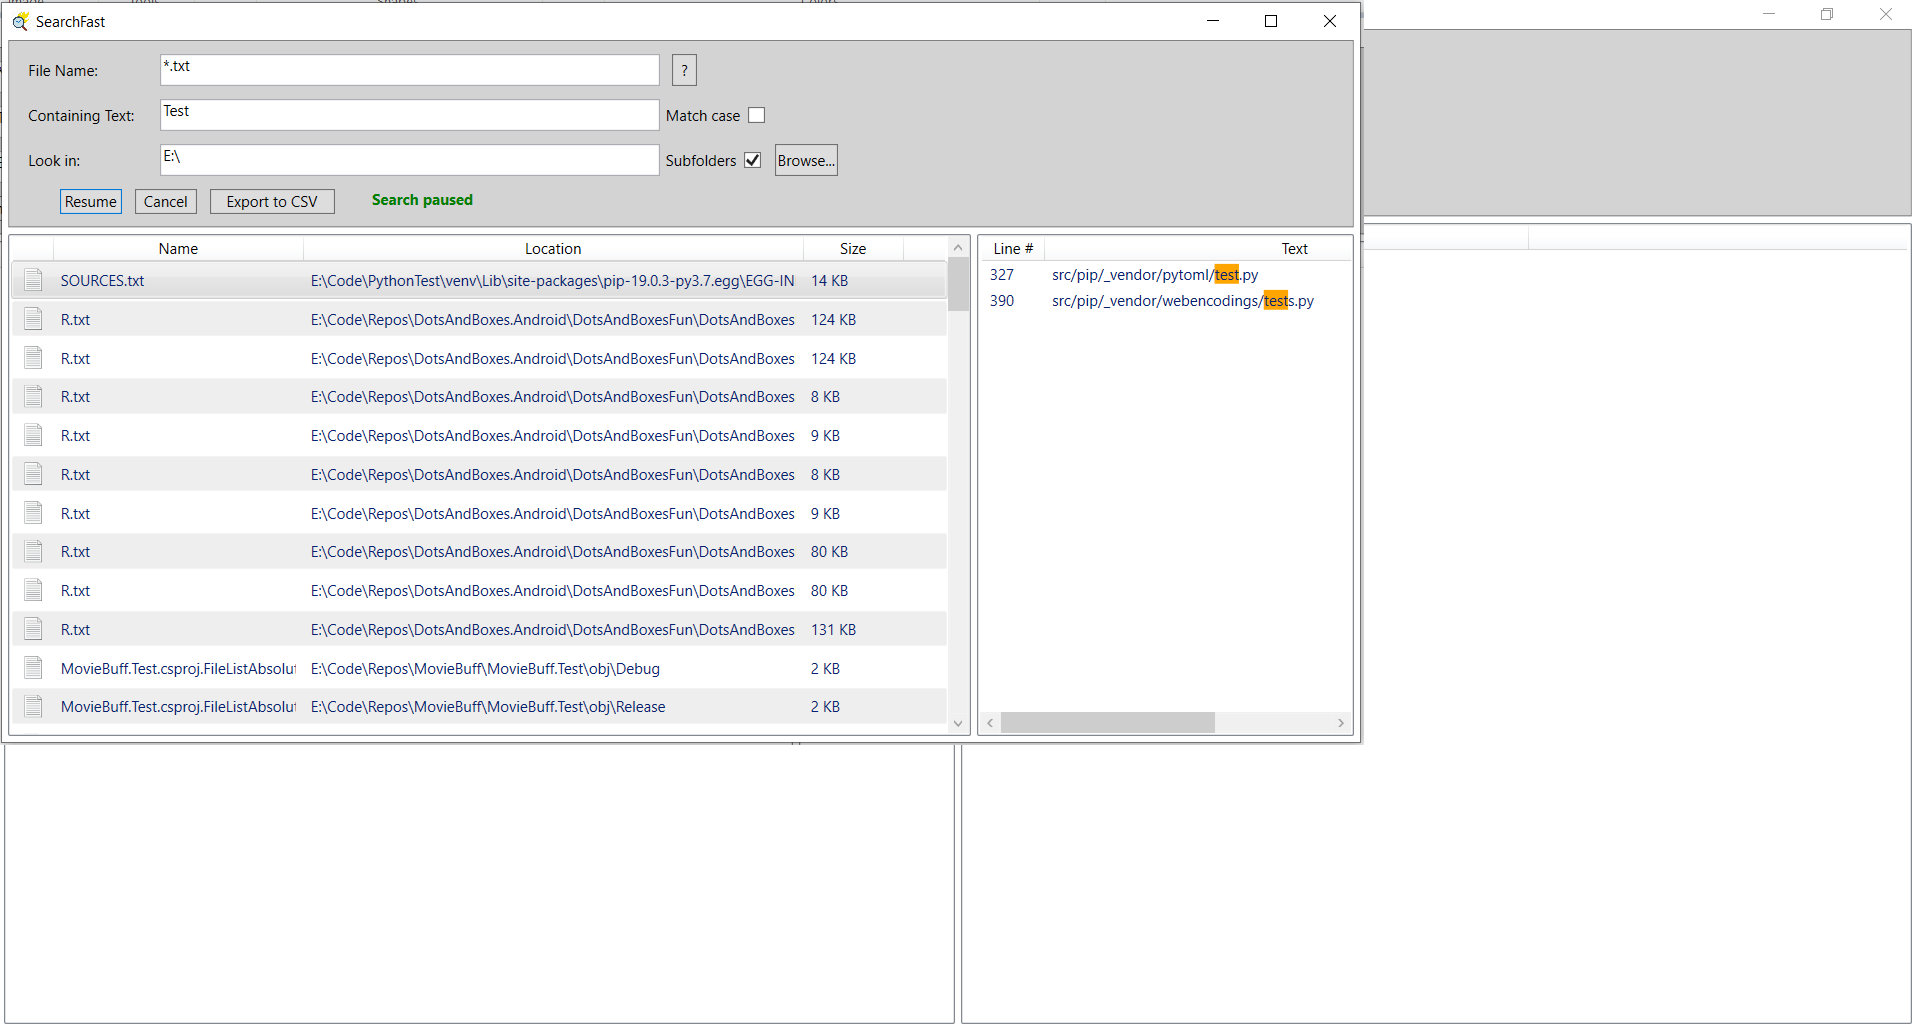 SearchFast
File Name: *.txt ?
Containing Text: Test Match case
Look in: E:\ Subfolders Browse...
Resume Cancel Export to CSV Search paused
Name Location Size
SOURCES.txt E:\Code\PythonTest\venv\Lib\site-packages\pip-19.0.3-py3.7.egg\EGG-IN 14 KB
R.txt E:\Code\Repos\DotsAndBoxes.Android\DotsAndBoxesFun\DotsAndBoxes 124 KB
R.txt E:\Code\Repos\DotsAndBoxes.Android\DotsAndBoxesFun\DotsAndBoxes 124 KB
R.txt E:\Code\Repos\DotsAndBoxes.Android\DotsAndBoxesFun\DotsAndBoxes 8 KB
R.txt E:\Code\Repos\DotsAndBoxes.Android\DotsAndBoxesFun\DotsAndBoxes 9 KB
R.txt E:\Code\Repos\DotsAndBoxes.Android\DotsAndBoxesFun\DotsAndBoxes 8 KB
R.txt E:\Code\Repos\DotsAndBoxes.Android\DotsAndBoxesFun\DotsAndBoxes 9 KB
R.txt E:\Code\Repos\DotsAndBoxes.Android\DotsAndBoxesFun\DotsAndBoxes 80 KB
R.txt E:\Code\Repos\DotsAndBoxes.Android\DotsAndBoxesFun\DotsAndBoxes 80 KB
R.txt E:\Code\Repos\DotsAndBoxes.Android\DotsAndBoxesFun\DotsAndBoxes 131 KB
MovieBuff.Test.csproj.FileListAbsolut E:\Code\Repos\MovieBuff\MovieBuff.Test\obj\Debug 2 KB
MovieBuff.Test.csproj.FileListAbsolut E:\Code\Repos\MovieBuff\MovieBuff.Test\obj\Release 2 KB
Line # Text
327 src/pip/_vendor/pytoml/test.py
390 src/pip/_vendor/webencodings/tests.py